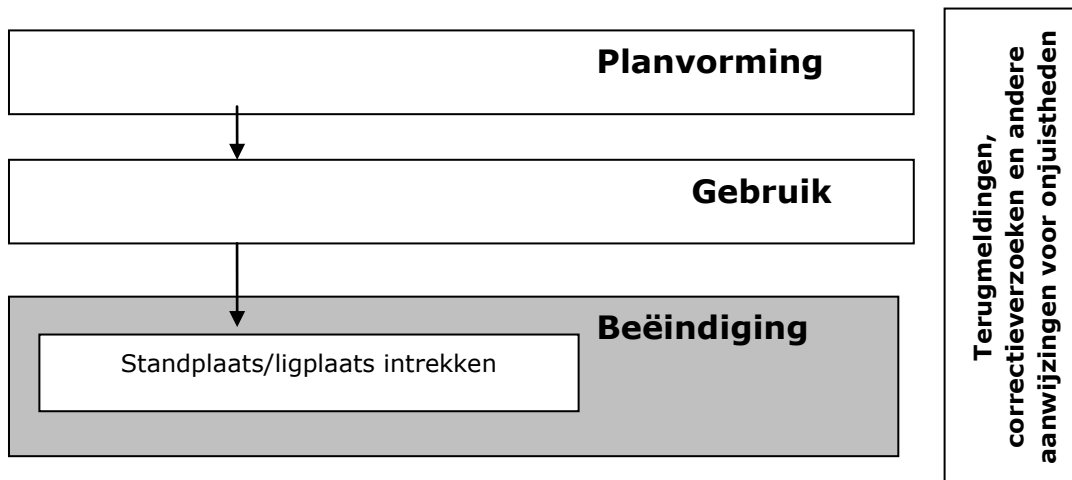 Planvorming
Gebruik
Beëindiging
Standplaats/ligplaats intrekken
Terugmeldingen,
correctieverzoeken en andere
aanwijzingen voor onjuistheden